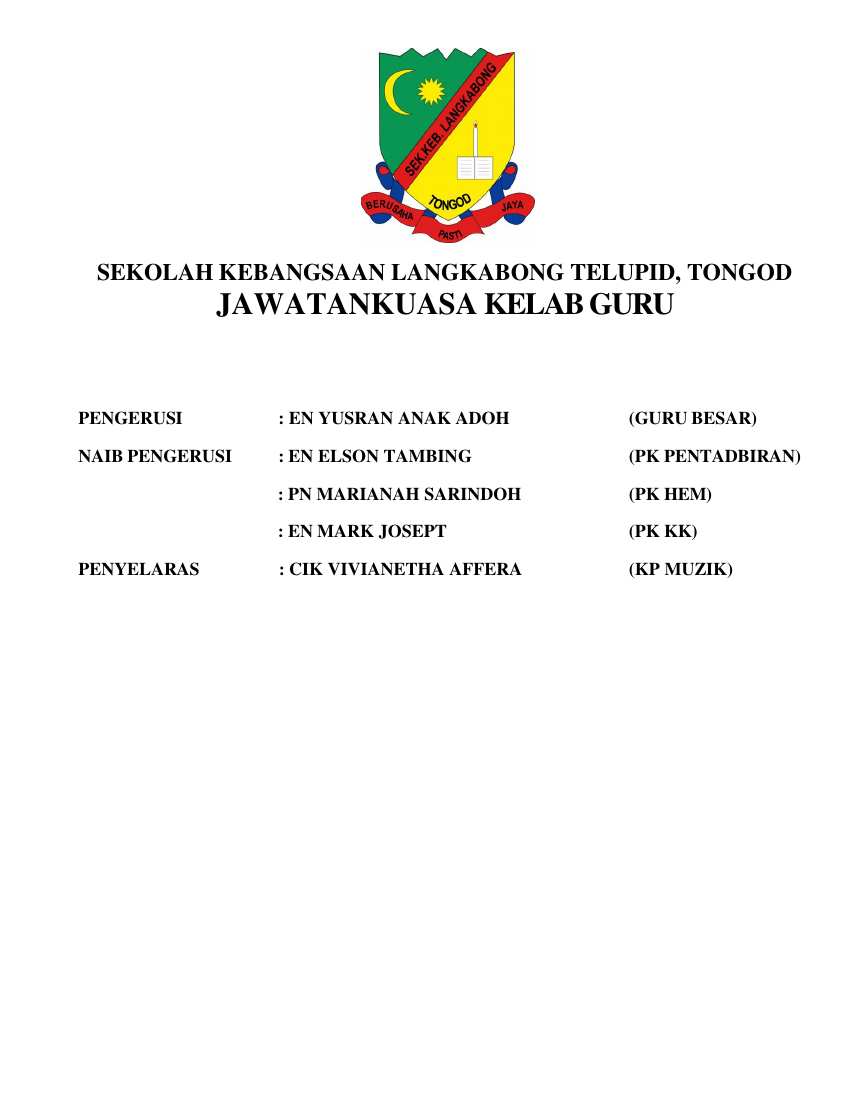 SEK.KEB. LANGKABONG
TONGOD
BERUSAHA PASTI JAYA
SEKOLAH KEBANGSAAN LANGKABONG TELUPID, TONGOD
JAWATANKUASA KELAB GURU
PENGERUSI : EN YUSRAN ANAK ADOH (GURU BESAR)
NAIB PENGERUSI : EN ELSON TAMBING (PK PENTADBIRAN)
: PN MARIANAH SARINDOH (PK HEM)
: EN MARK JOSEPT (PK KK)
PENYELARAS : CIK VIVIANETHA AFFERA (KP MUZIK)